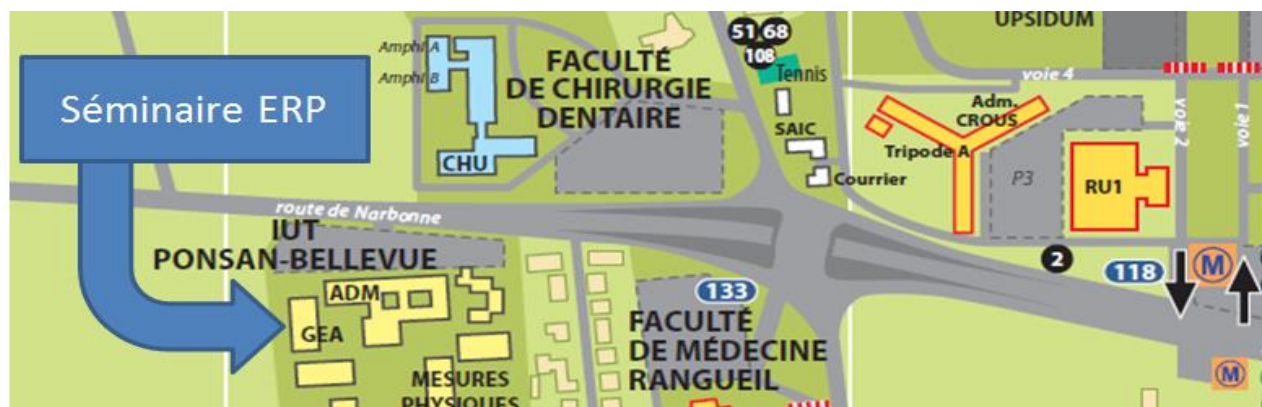 Séminaire ERP
Amphi A
Amphi B
CHU
FACULTÉ
DE CHIRURGIE
DENTAIRE
51 68
108
Tennis
SAIC
Courrier
UPSIDUM
voie 4
Adm.
CROUS
Tripode A
P3
RU1
voie 2
voie 1
route de Narbonne
IUT
PONSAN-BELLEVUE
ADM
GEA
MESURES
PHYSIQUES
133
FACULTÉ
DE MÉDECINE
RANGUEIL
2
118
M
M